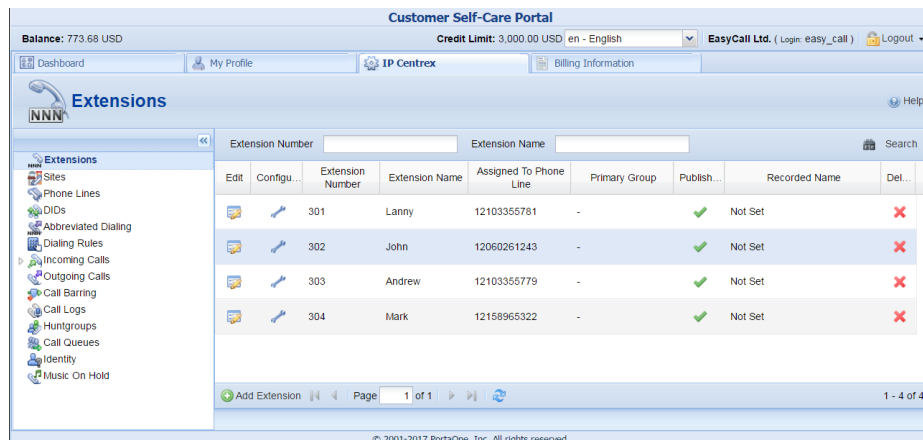 Customer Self-Care Portal
Balance: 773.68 USD Credit Limit: 3,000.00 USD en - English EasyCall Ltd. ( Login: easy_call ) Logout
Dashboard My Profile IP Centrex Billing Information
NNN Extensions Help
Extension Number Extension Name Search
Extensions
Sites
Phone Lines
DIDs
Abbreviated Dialing
Dialing Rules
Incoming Calls
Outgoing Calls
Call Barring
Call Logs
Huntgroups
Call Queues
Identity
Music On Hold
Edit Configu... Extension Number Extension Name Assigned To Phone Line Primary Group Publish... Recorded Name Del...
301 Lanny 12103355781 - Not Set
302 John 12060261243 - Not Set
303 Andrew 12103355779 - Not Set
304 Mark 12158965322 - Not Set
Add Extension Page 1 of 1 1 - 4 of 4
© 2001-2017 PortaOne, Inc. All rights reserved.